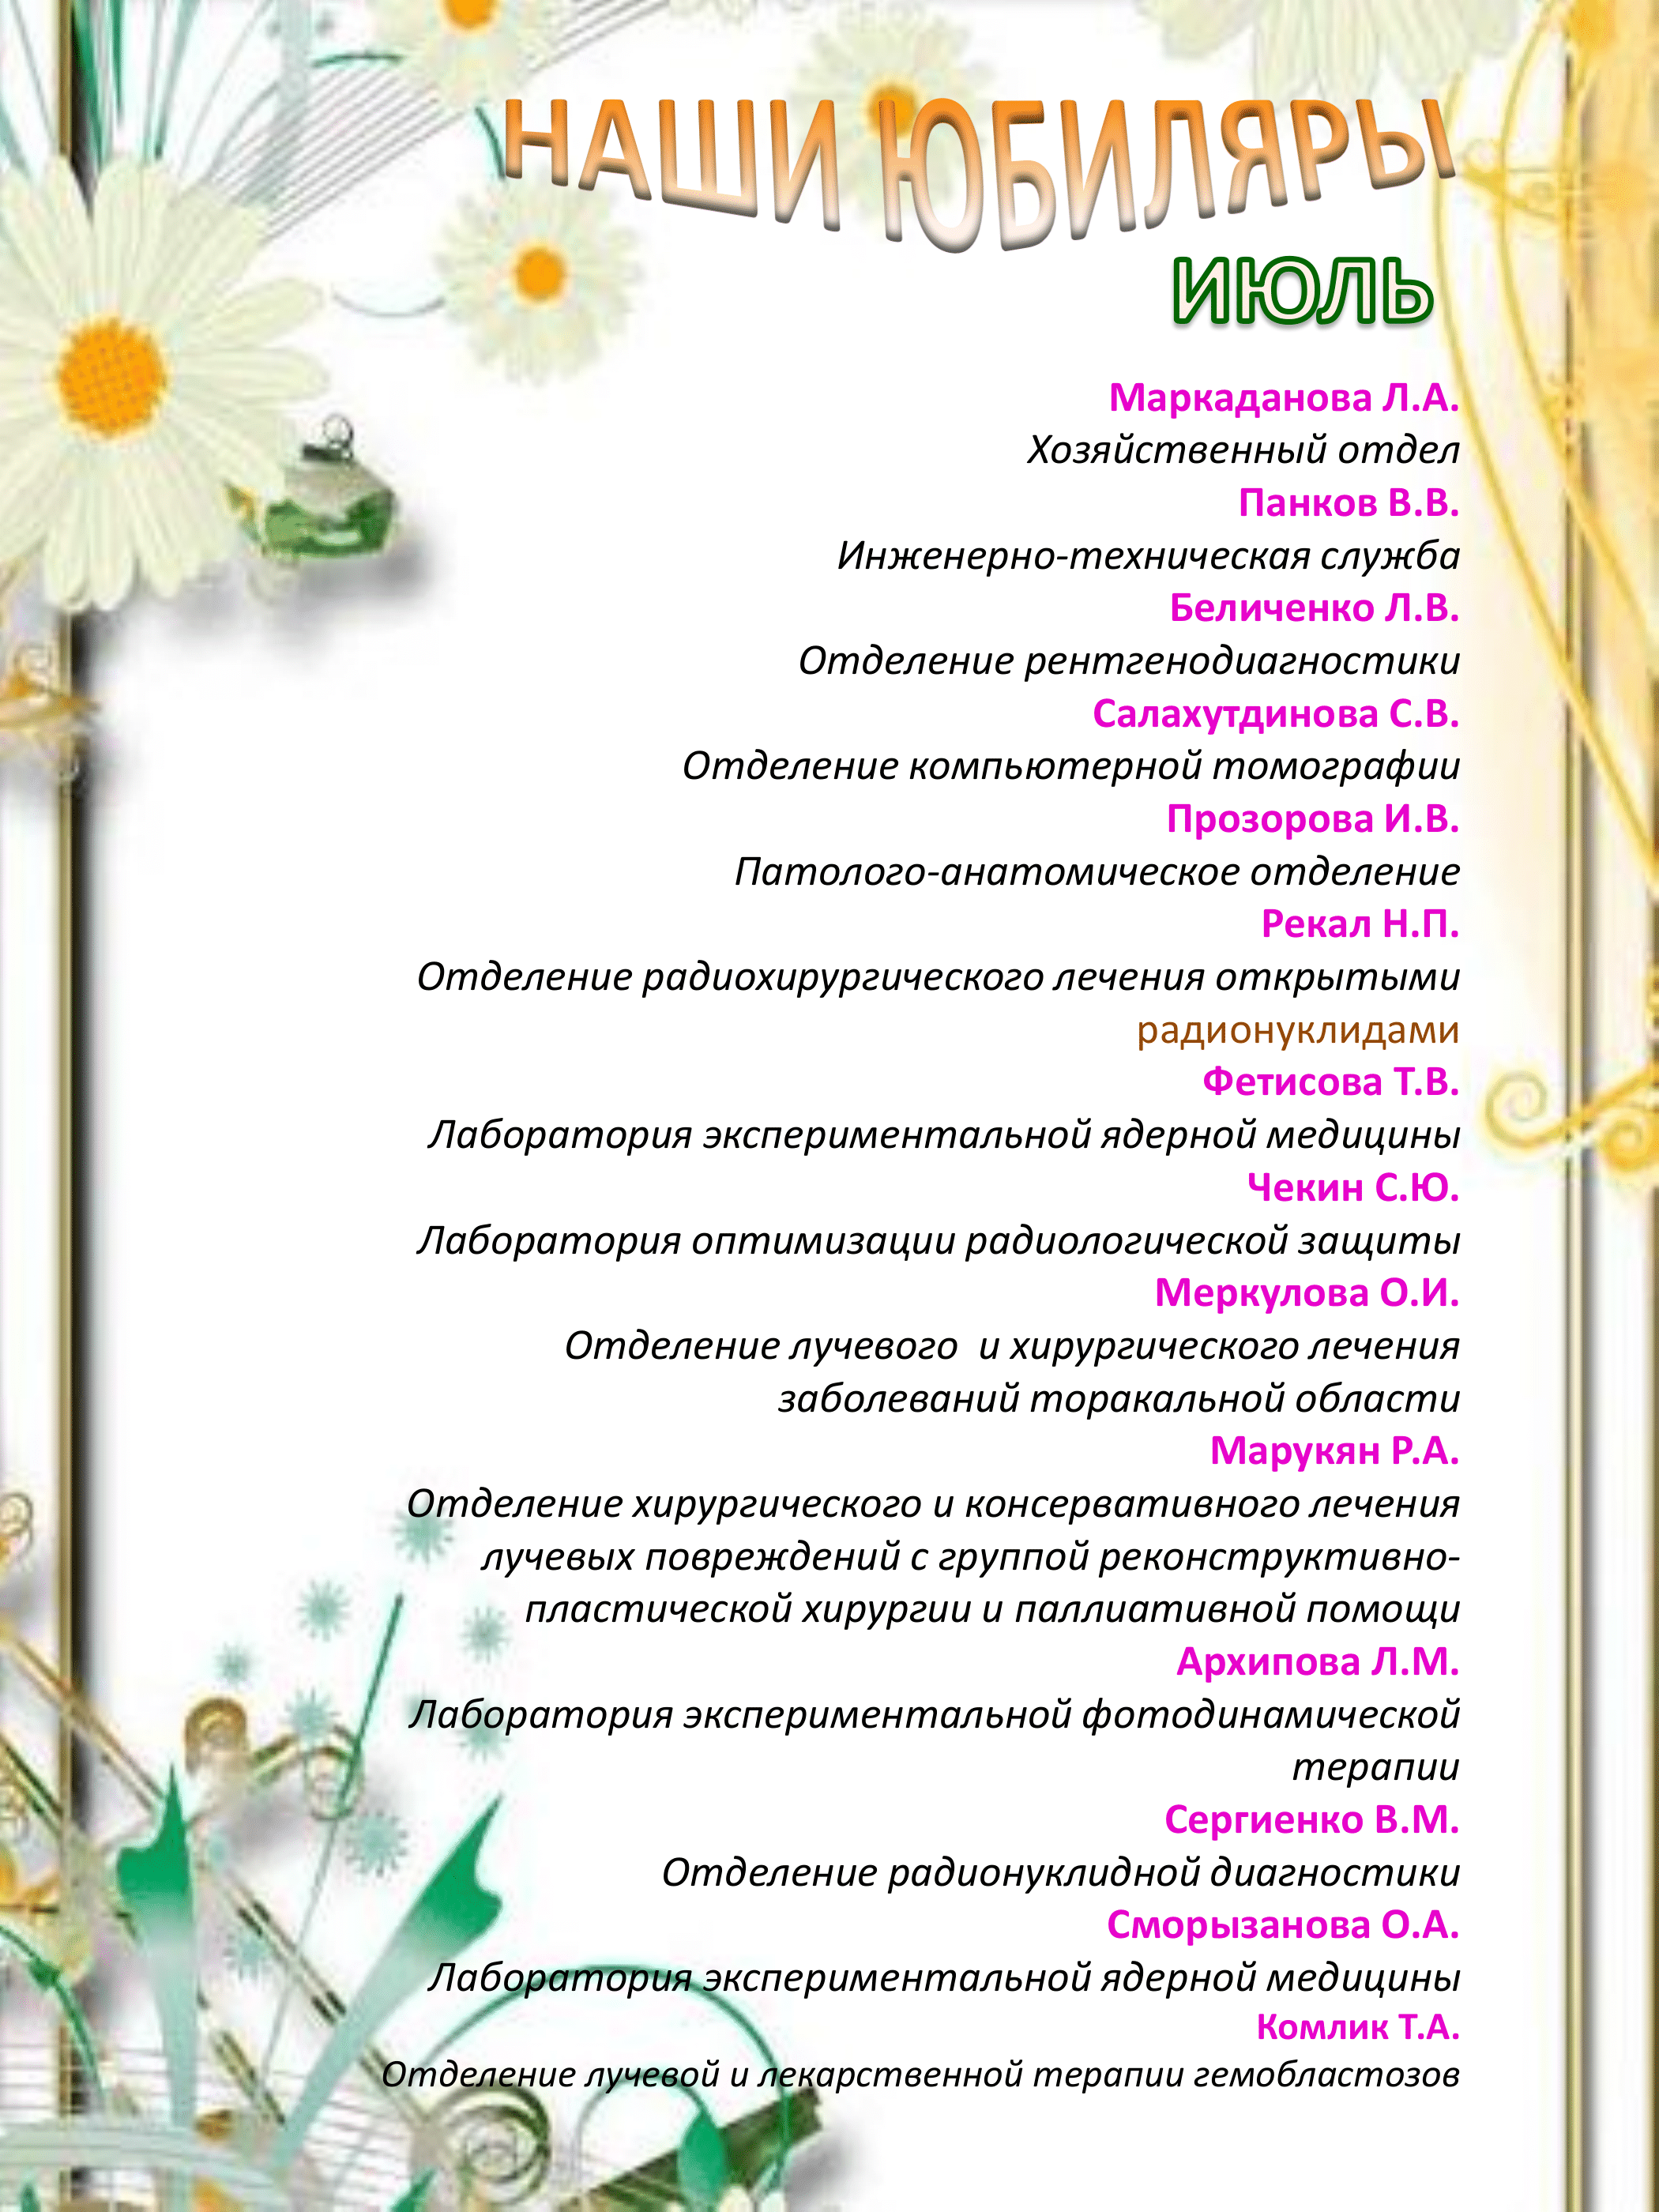 НАШИ ЮБИЛЯРЫ
ИЮЛЬ
Маркаданова Л.А.
Хозяйственный отдел
Панков В.В.
Инженерно-техническая служба
Беличенко Л.В.
Отделение рентгенодиагностики
Салахутдинова С.В.
Отделение компьютерной томографии
Прозорова И.В.
Патолого-анатомическое отделение
Рекал Н.П.
Отделение радиохирургического лечения открытыми
радионуклидами
Фетисова Т.В.
Лаборатория экспериментальной ядерной медицины
Чекин С.Ю.
Лаборатория оптимизации радиологической защиты
Меркулова О.И.
Отделение лучевого  и хирургического лечения
заболеваний торакальной области
Марукян Р.А.
Отделение хирургического и консервативного лечения
лучевых повреждений с группой реконструктивно-
пластической хирургии и паллиативной помощи
Архипова Л.М.
Лаборатория экспериментальной фотодинамической
терапии
Сергиенко В.М.
Отделение радионуклидной диагностики
Сморызанова О.А.
Лаборатория экспериментальной ядерной медицины
Комлик Т.А.
Отделение лучевой и лекарственной терапии гемобластозов